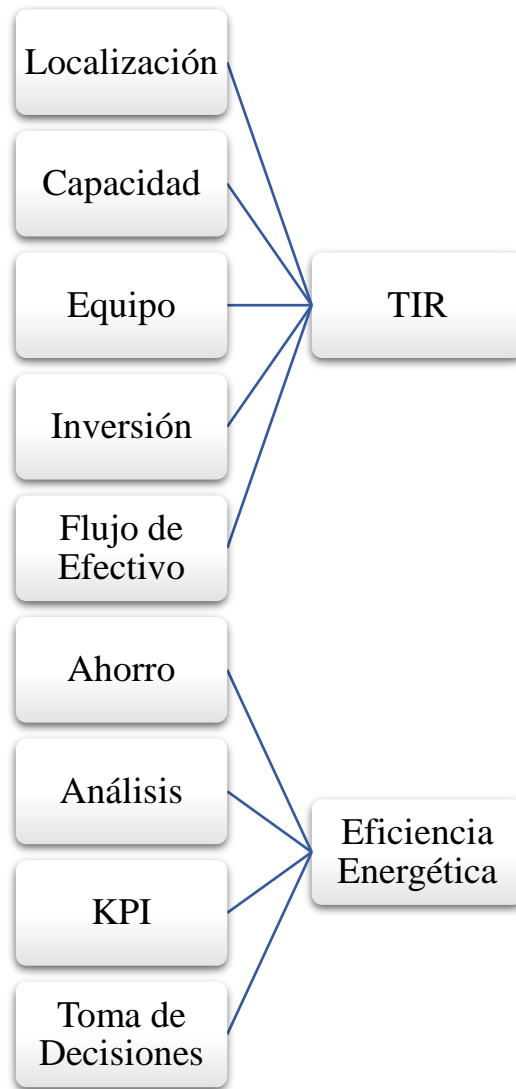 Localización
Capacidad
Equipo
TIR
Inversión
Flujo de
Efectivo
Ahorro
Análisis
Eficiencia
Energética
KPI
Toma de
Decisiones